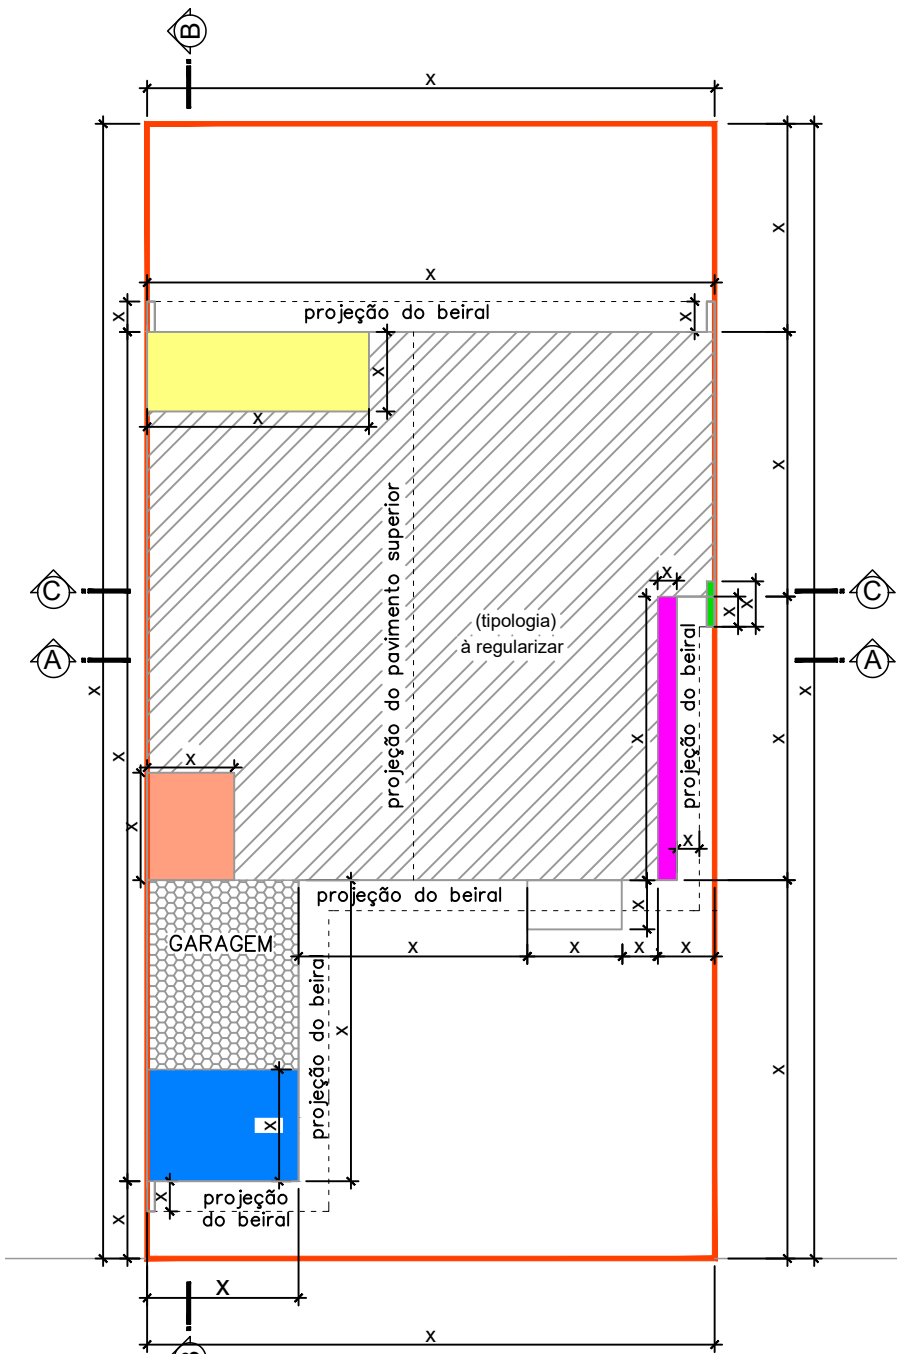 B
x
x
x
projeção do beiral
x
x
x
x
x
projeção do pavimento superior
x
C
C
x
x
x
(tipologia)
à regularizar
A
A
projeção do beiral
x
x
x
x
x
x
x
x
projeção do beiral
x
GARAGEM
x
x
x
x
projeção do beiral
x
x
x
x
projeção
do beiral
x
x
x